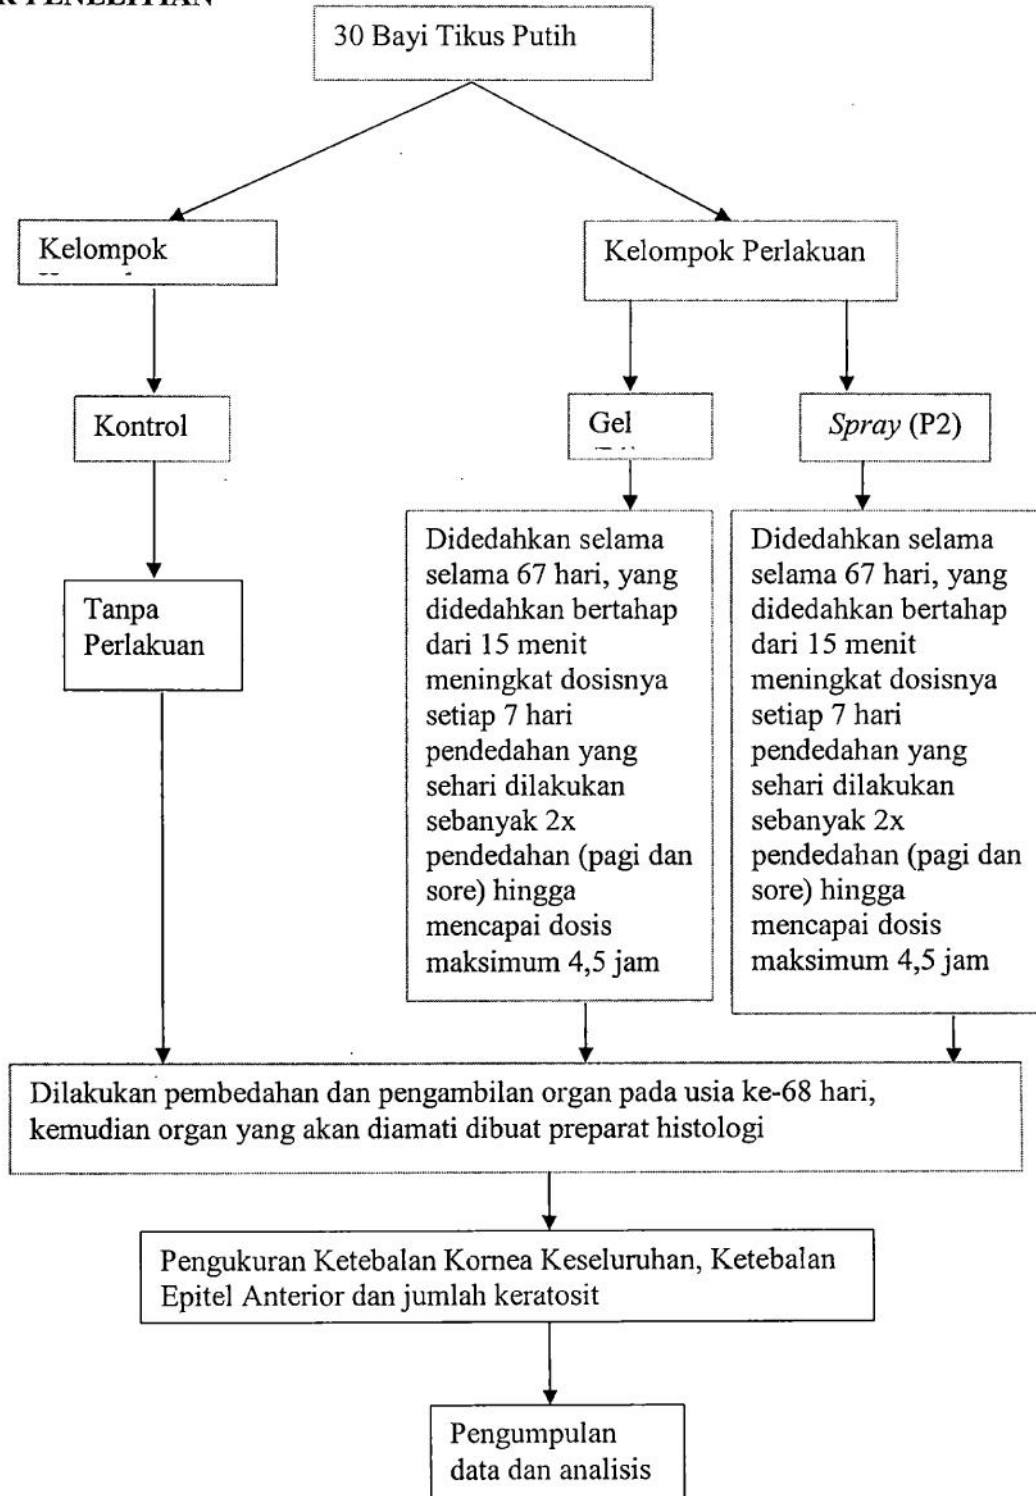 PENELITIAN
30 Bayi Tikus Putih
Kelompok
Kelompok Perlakuan
Kontrol
Gel
Spray (P2)
Tanpa
Perlakuan
Didedahkan selama
selama 67 hari, yang
didedahkan bertahap
dari 15 menit
meningkat dosisnya
setiap 7 hari
pendedahan yang
sehari dilakukan
sebanyak 2x
pendedahan (pagi dan
sore) hingga
mencapai dosis
maksimum 4,5 jam
Didedahkan selama
selama 67 hari, yang
didedahkan bertahap
dari 15 menit
meningkat dosisnya
setiap 7 hari
pendedahan yang
sehari dilakukan
sebanyak 2x
pendedahan (pagi dan
sore) hingga
mencapai dosis
maksimum 4,5 jam
Dilakukan pembedahan dan pengambilan organ pada usia ke-68 hari,
kemudian organ yang akan diamati dibuat preparat histologi
Pengukuran Ketebalan Kornea Keseluruhan, Ketebalan
Epitel Anterior dan jumlah keratosit
Pengumpulan
data dan analisis